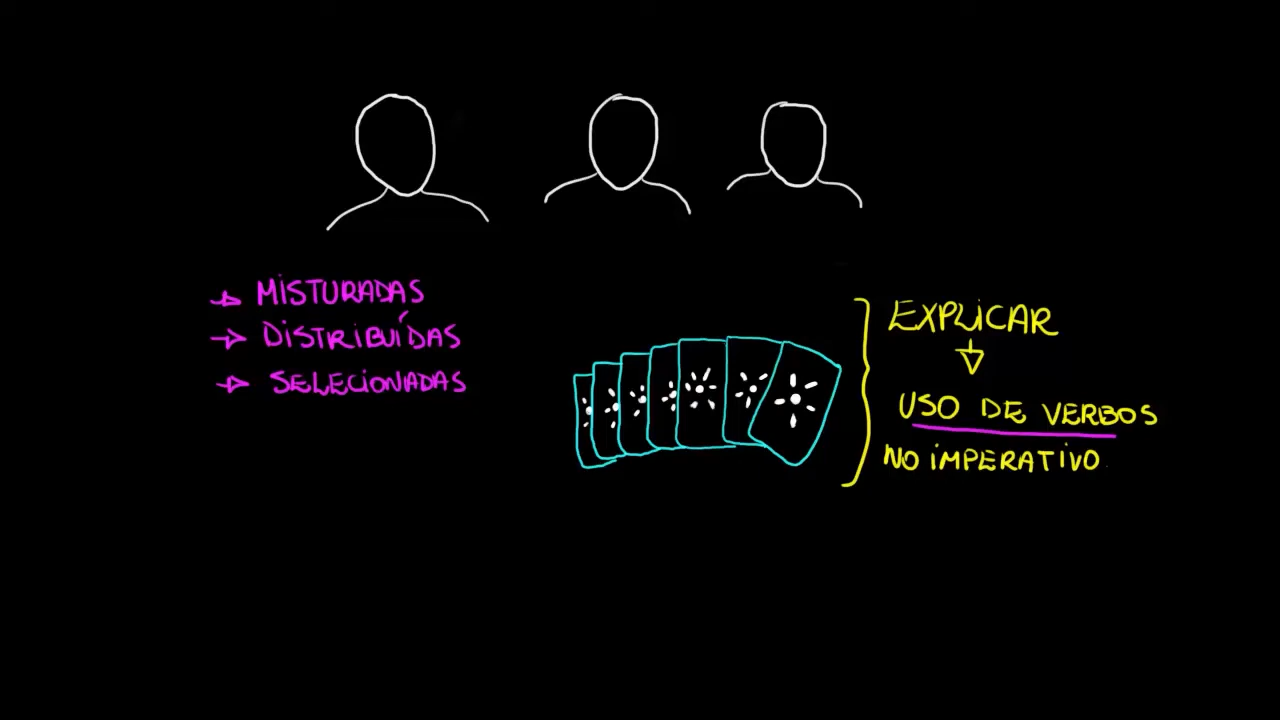 → MISTURADAS
→ DISTRIBUÍDAS
→ SELECIONADAS
EXPLICAR
USO DE VERBOS
NO IMPERATIVO